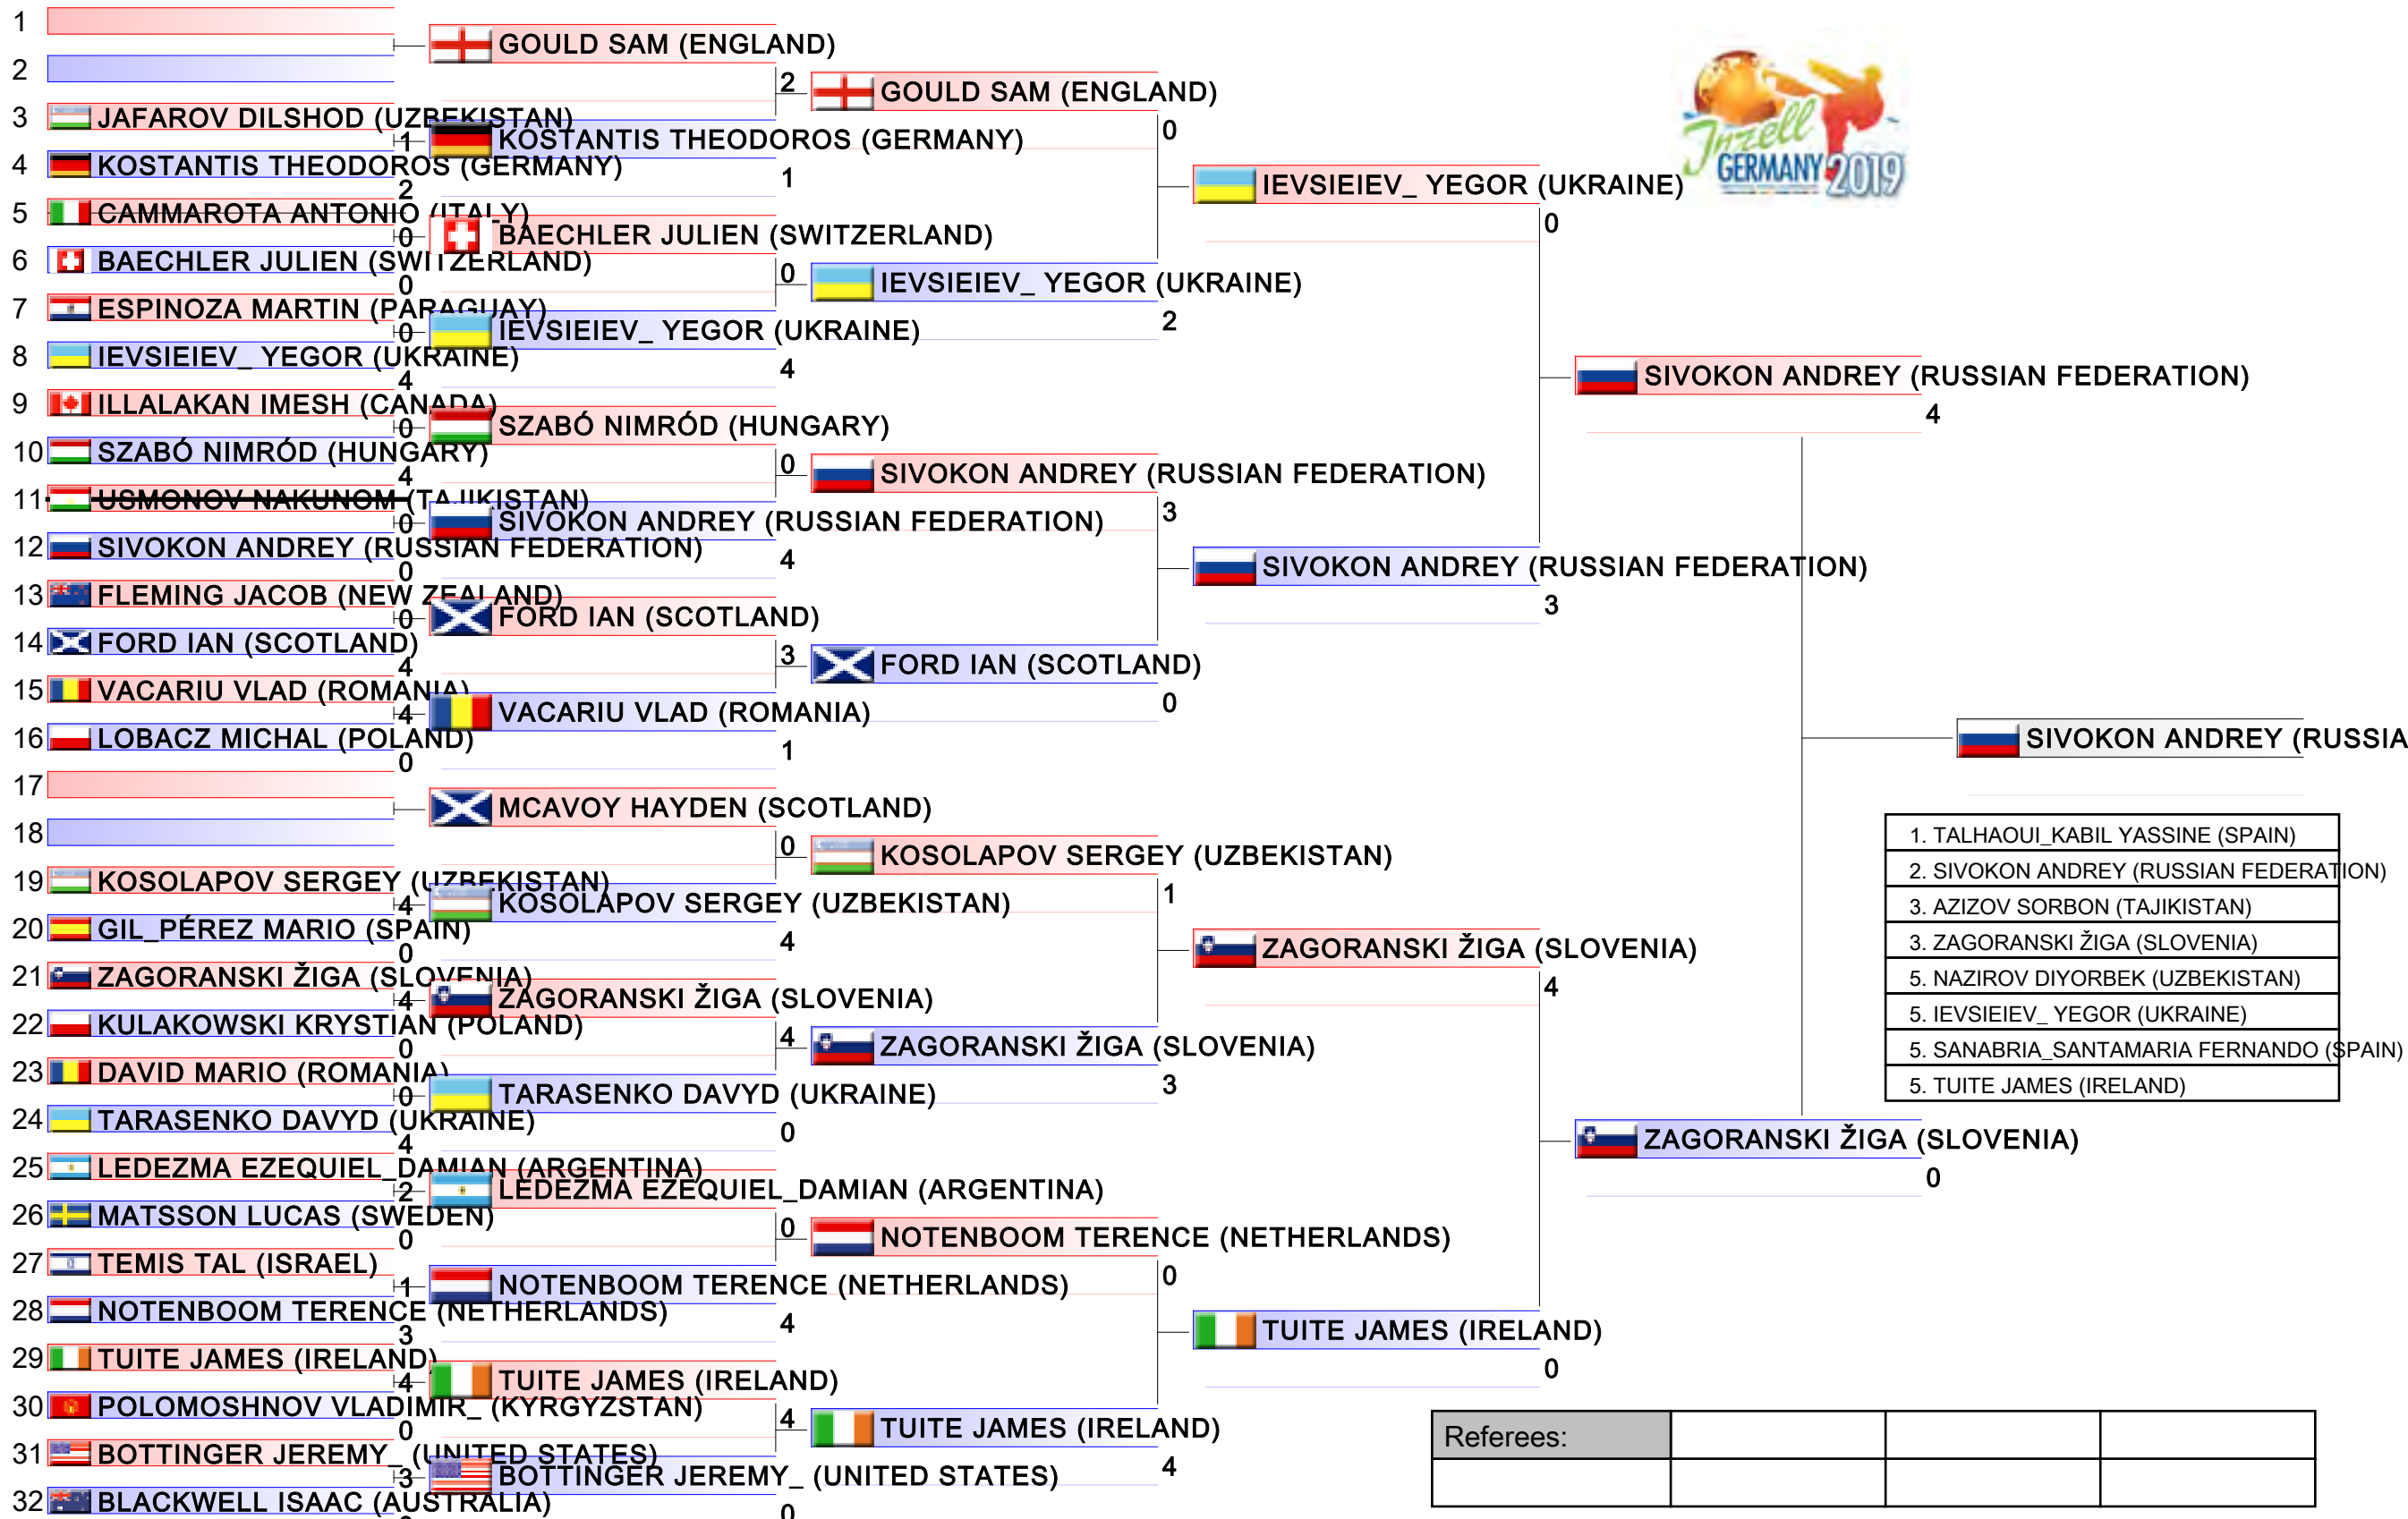 1
2
3 JAFAROV DILSHOD (UZBEKISTAN)
1
4 KOSTANTIS THEODOROS (GERMANY)
2
5 CAMMAROTA ANTONIO (ITALY)
0
6 BAECHLER JULIEN (SWITZERLAND)
0
7 ESPINOZA MARTIN (PARAGUAY)
0
8 IEVSIEIEV_ YEGOR (UKRAINE)
4
9 ILLALAKAN IMESH (CANADA)
0
10 SZABÓ NIMRÓD (HUNGARY)
4
11 USMONOV NAKUNOM (TAJIKISTAN)
0
12 SIVOKON ANDREY (RUSSIAN FEDERATION)
0
13 FLEMING JACOB (NEW ZEALAND)
0
14 FORD IAN (SCOTLAND)
4
15 VACARIU VLAD (ROMANIA)
4
16 LOBACZ MICHAL (POLAND)
0
17
18
19 KOSOLAPOV SERGEY (UZBEKISTAN)
4
20 GIL_PÉREZ MARIO (SPAIN)
0
21 ZAGORANSKI ŽIGA (SLOVENIA)
4
22 KULAKOWSKI KRYSTIAN (POLAND)
0
23 DAVID MARIO (ROMANIA)
0
24 TARASENKO DAVYD (UKRAINE)
4
25 LEDEZMA EZEQUIEL_DAMIAN (ARGENTINA)
2
26 MATSSON LUCAS (SWEDEN)
0
27 TEMIS TAL (ISRAEL)
1
28 NOTENBOOM TERENCE (NETHERLANDS)
3
29 TUITE JAMES (IRELAND)
4
30 POLOMOSHNOV VLADIMIR_ (KYRGYZSTAN)
0
31 BOTTINGER JEREMY_ (UNITED STATES)
3
32 BLACKWELL ISAAC (AUSTRALIA)
GOULD SAM (ENGLAND)
2
KOSTANTIS THEODOROS (GERMANY)
1
BAECHLER JULIEN (SWITZERLAND)
0
IEVSIEIEV_ YEGOR (UKRAINE)
4
SZABÓ NIMRÓD (HUNGARY)
0
SIVOKON ANDREY (RUSSIAN FEDERATION)
4
FORD IAN (SCOTLAND)
3
VACARIU VLAD (ROMANIA)
1
MCAVOY HAYDEN (SCOTLAND)
0
KOSOLAPOV SERGEY (UZBEKISTAN)
4
ZAGORANSKI ŽIGA (SLOVENIA)
4
TARASENKO DAVYD (UKRAINE)
0
LEDEZMA EZEQUIEL_DAMIAN (ARGENTINA)
0
NOTENBOOM TERENCE (NETHERLANDS)
4
TUITE JAMES (IRELAND)
4
BOTTINGER JEREMY_ (UNITED STATES)
0
GOULD SAM (ENGLAND)
0
IEVSIEIEV_ YEGOR (UKRAINE)
2
SIVOKON ANDREY (RUSSIAN FEDERATION)
3
FORD IAN (SCOTLAND)
0
KOSOLAPOV SERGEY (UZBEKISTAN)
1
ZAGORANSKI ŽIGA (SLOVENIA)
3
NOTENBOOM TERENCE (NETHERLANDS)
0
TUITE JAMES (IRELAND)
4
IEVSIEIEV_ YEGOR (UKRAINE)
0
SIVOKON ANDREY (RUSSIAN FEDERATION)
3
ZAGORANSKI ŽIGA (SLOVENIA)
4
TUITE JAMES (IRELAND)
0
SIVOKON ANDREY (RUSSIAN FEDERATION)
4
ZAGORANSKI ŽIGA (SLOVENIA)
0
SIVOKON ANDREY (RUSSIA
Inzell
GERMANY 2019
1. TALHAOUI_KABIL YASSINE (SPAIN)
2. SIVOKON ANDREY (RUSSIAN FEDERATION)
3. AZIZOV SORBON (TAJIKISTAN)
3. ZAGORANSKI ŽIGA (SLOVENIA)
5. NAZIROV DIYORBEK (UZBEKISTAN)
5. IEVSIEIEV_ YEGOR (UKRAINE)
5. SANABRIA_SANTAMARIA FERNANDO (SPAIN)
5. TUITE JAMES (IRELAND)
Referees: